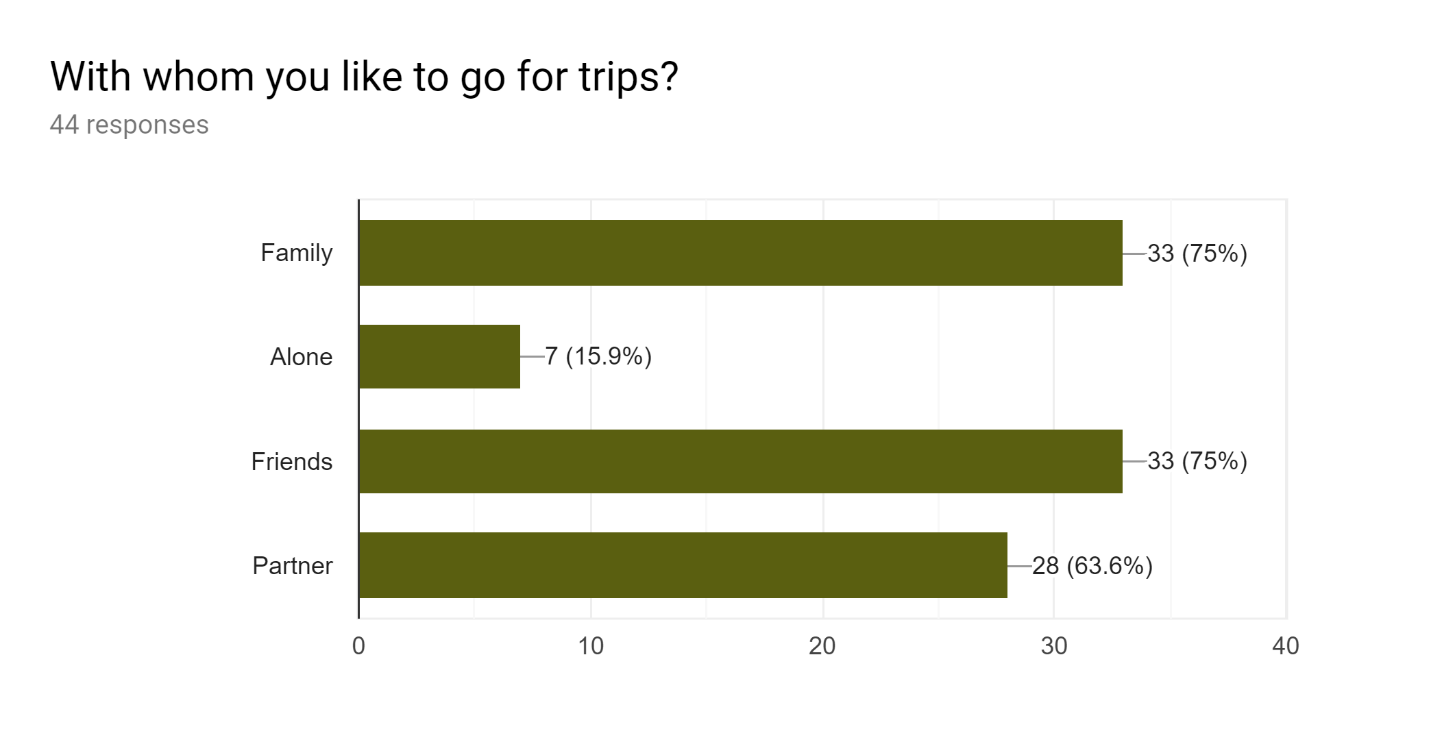 With whom you like to go for trips?
44 responses
Family
33 (75%)
Alone
7 (15.9%)
Friends
33 (75%)
Partner
28 (63.6%)
0 10 20 30 40